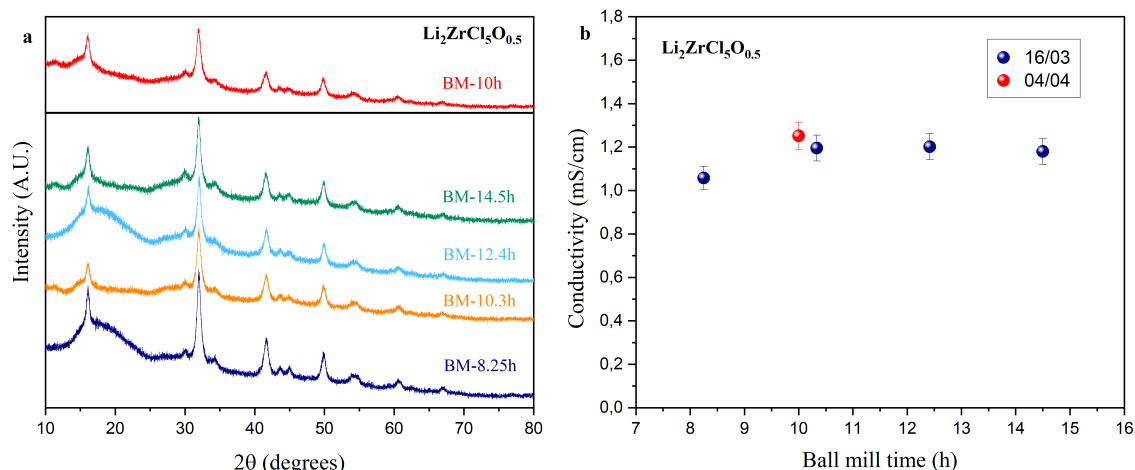 a
Li₂ZrCl₅O₀.₅
BM-10h
BM-14.5h
BM-12.4h
BM-10.3h
BM-8.25h
Intensity (A.U.)
10 20 30 40 50 60 70 80
2θ (degrees)
b
Li₂ZrCl₅O₀.₅
16/03
04/04
1,8
1,6
1,4
1,2
1,0
0,8
0,6
0,4
0,2
0,0
Conductivity (mS/cm)
7 8 9 10 11 12 13 14 15 16
Ball mill time (h)